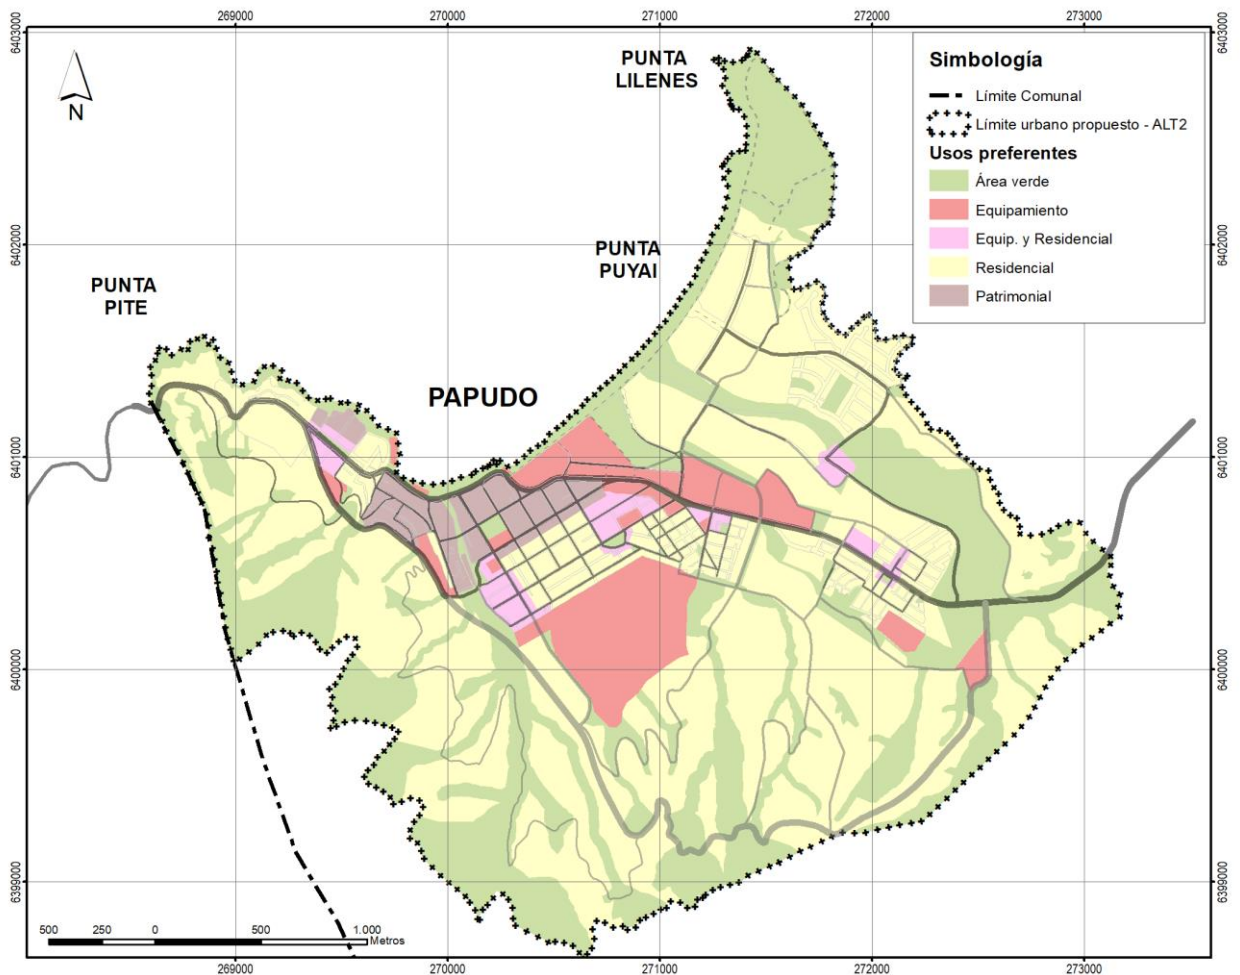 269000
270000
271000
272000
273000
6403000
6403000
PUNTA
LILENES
N
Simbología
Límite Comunal
Límite urbano propuesto - ALT2
Usos preferentes
Área verde
Equipamiento
Equip. y Residencial
Residencial
Patrimonial
6402000
6402000
PUNTA
PUYAI
PUNTA
PITE
PAPUDO
6401000
6401000
6400000
6400000
6399000
6399000
500
250
0
500
1.000
Metros
269000
270000
271000
272000
273000